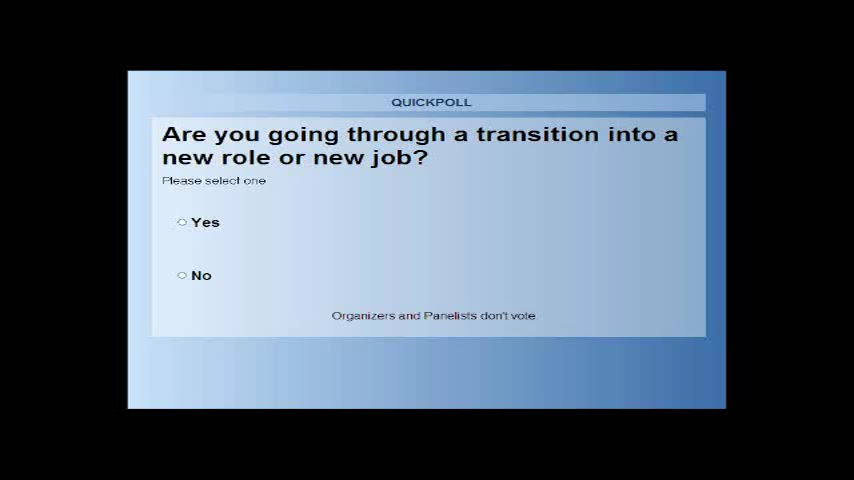 QUICKPOLL
Are you going through a transition into a
new role or new job?
Please select one
Yes
No
Organizers and Panelists don't vote